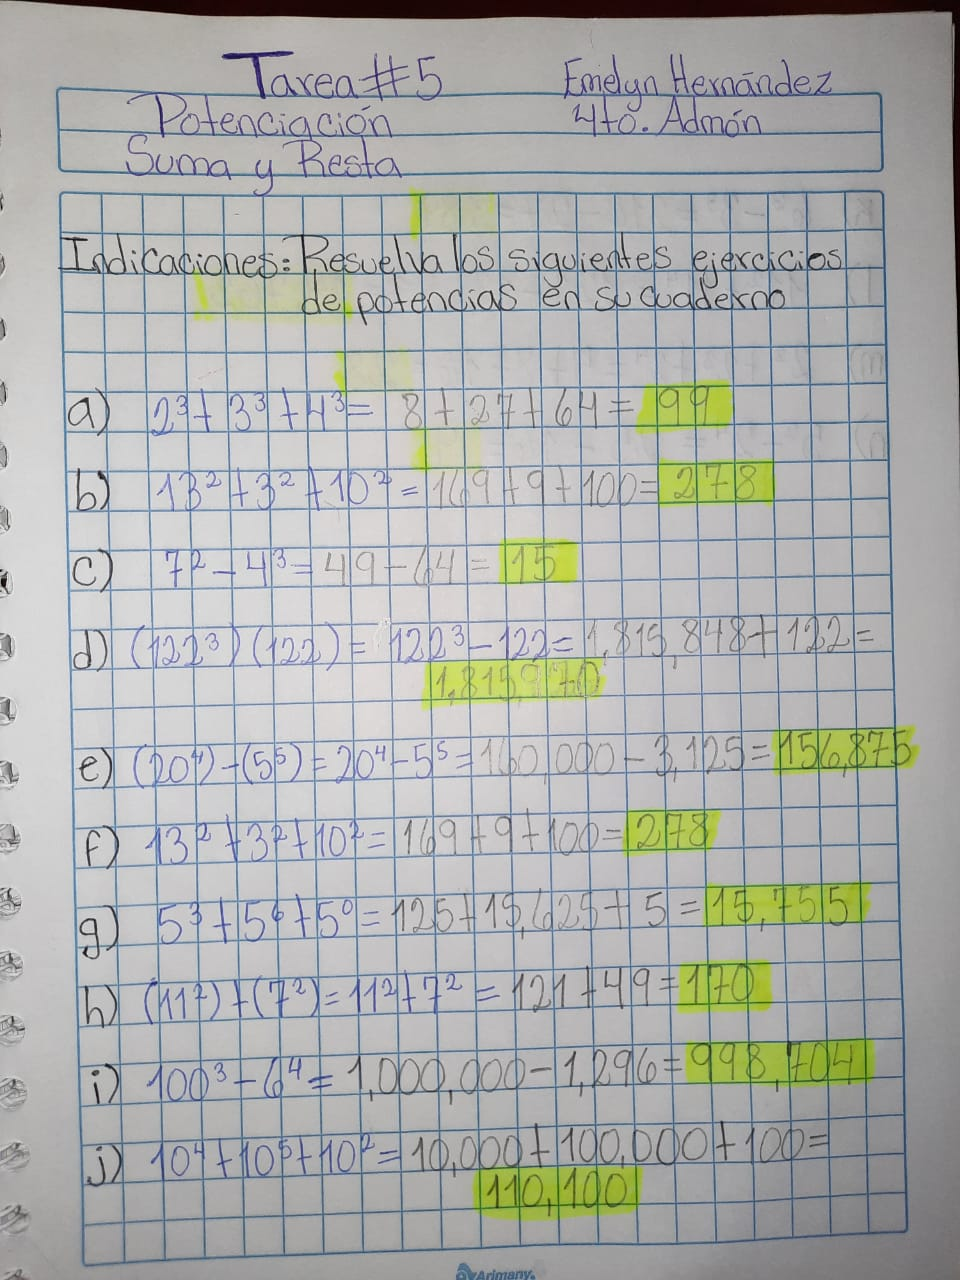 Tarea #5 Emelyn Hernández
Potenciación 4to. Admón
Suma y Resta
Indicaciones: Resuelva los siguientes ejercicios
de potencias en su cuaderno
a) 2³+3³+4³= 8+27+64= 99
b) 13²+3²+10²=169+9+100=278
c) 7²-4³=49-64= 15
d) (122³)(122)= 122³-122=1,815,848+122=
1,815,970
e) (20⁴)-(5⁵)=20⁴-5⁵=160,000-3,125=156,875
f) 13²+3²+10²=169+9+100=278
g) 5³+5⁶+5⁰=125+15,625+5=15,755
h) (11²)+(7²)=11²+7²=121+49=170
i) 100³-6⁴=1,000,000-1,296=998,704
j) 10⁴+10⁵+10²=10,000+100,000+100=
110,100
Arimany.